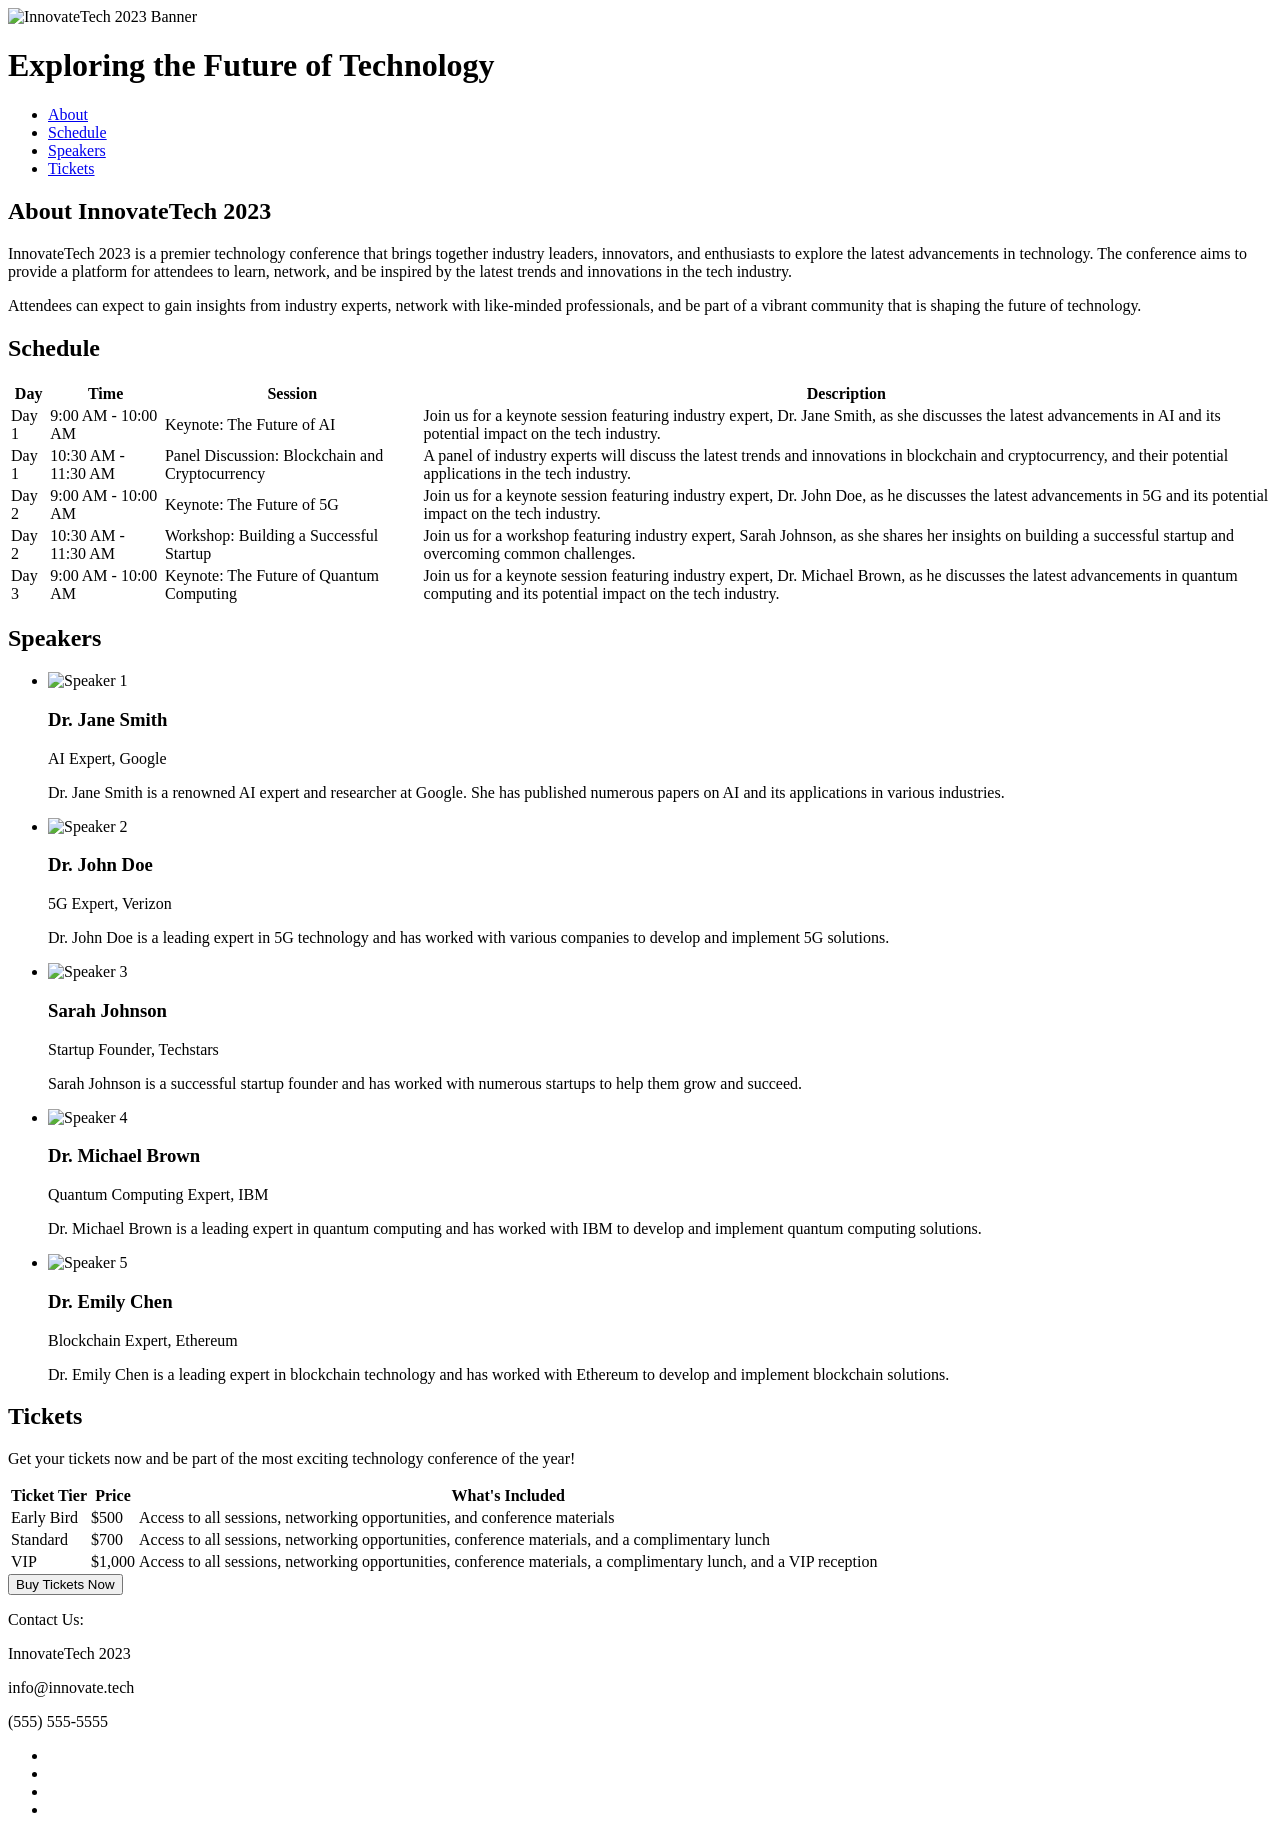 InnovateTech 2023 Banner
Exploring the Future of Technology
About
Schedule
Speakers
Tickets
About InnovateTech 2023
InnovateTech 2023 is a premier technology conference that brings together industry leaders, innovators, and enthusiasts to explore the latest advancements in technology. The conference aims to
provide a platform for attendees to learn, network, and be inspired by the latest trends and innovations in the tech industry.
Attendees can expect to gain insights from industry experts, network with like-minded professionals, and be part of a vibrant community that is shaping the future of technology.
Schedule
Day Time Session Description
Day 1 9:00 AM - 10:00 AM Keynote: The Future of AI Join us for a keynote session featuring industry expert, Dr. Jane Smith, as she discusses the latest advancements in AI and its potential impact on the tech industry.
Day 1 10:30 AM - 11:30 AM Panel Discussion: Blockchain and Cryptocurrency A panel of industry experts will discuss the latest trends and innovations in blockchain and cryptocurrency, and their potential applications in the tech industry.
Day 2 9:00 AM - 10:00 AM Keynote: The Future of 5G Join us for a keynote session featuring industry expert, Dr. John Doe, as he discusses the latest advancements in 5G and its potential impact on the tech industry.
Day 2 10:30 AM - 11:30 AM Workshop: Building a Successful Startup Join us for a workshop featuring industry expert, Sarah Johnson, as she shares her insights on building a successful startup and overcoming common challenges.
Day 3 9:00 AM - 10:00 AM Keynote: The Future of Quantum Computing Join us for a keynote session featuring industry expert, Dr. Michael Brown, as he discusses the latest advancements in quantum computing and its potential impact on the tech industry.
Speakers
Speaker 1
Dr. Jane Smith
AI Expert, Google
Dr. Jane Smith is a renowned AI expert and researcher at Google. She has published numerous papers on AI and its applications in various industries.
Speaker 2
Dr. John Doe
5G Expert, Verizon
Dr. John Doe is a leading expert in 5G technology and has worked with various companies to develop and implement 5G solutions.
Speaker 3
Sarah Johnson
Startup Founder, Techstars
Sarah Johnson is a successful startup founder and has worked with numerous startups to help them grow and succeed.
Speaker 4
Dr. Michael Brown
Quantum Computing Expert, IBM
Dr. Michael Brown is a leading expert in quantum computing and has worked with IBM to develop and implement quantum computing solutions.
Speaker 5
Dr. Emily Chen
Blockchain Expert, Ethereum
Dr. Emily Chen is a leading expert in blockchain technology and has worked with Ethereum to develop and implement blockchain solutions.
Tickets
Get your tickets now and be part of the most exciting technology conference of the year!
Ticket Tier Price What's Included
Early Bird $500 Access to all sessions, networking opportunities, and conference materials
Standard $700 Access to all sessions, networking opportunities, conference materials, and a complimentary lunch
VIP $1,000 Access to all sessions, networking opportunities, conference materials, a complimentary lunch, and a VIP reception
Buy Tickets Now
Contact Us:
InnovateTech 2023
info@innovate.tech
(555) 555-5555